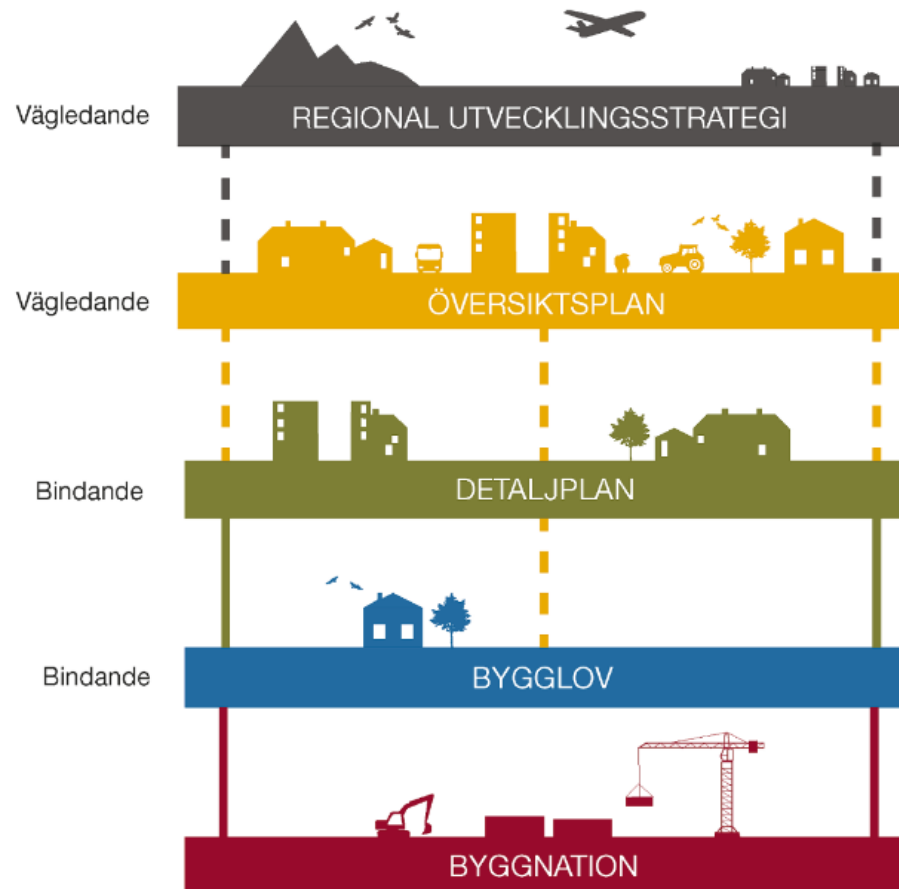 Vägledande
REGIONAL UTVECKLINGSSTRATEGI
Vägledande
ÖVERSIKTSPLAN
Bindande
DETALJPLAN
Bindande
BYGGLOV
BYGGNATION